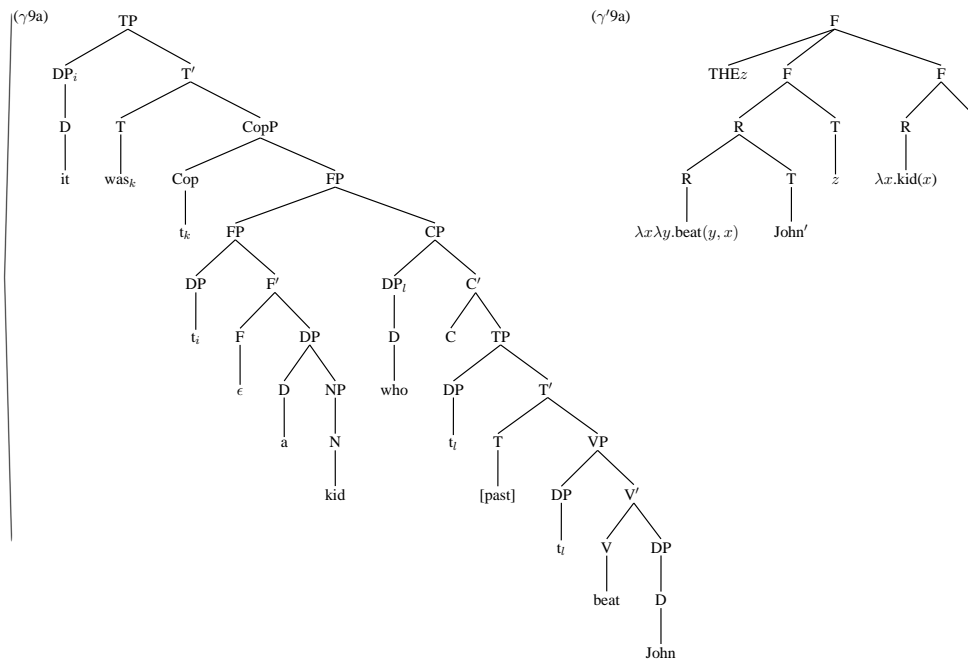 (γ9a) (γ′9a)
TP F
DP_i T′ THEz F F
D T CopP R T R
it was_k Cop FP R T z λx.kid(x)
t_k FP CP λxλy.beat(y, x) John′
DP F′ DP_l C′
t_i F DP D C TP
ϵ D NP who DP T′
a N t_l T VP
kid [past] DP V′
t_l V DP
beat D
John